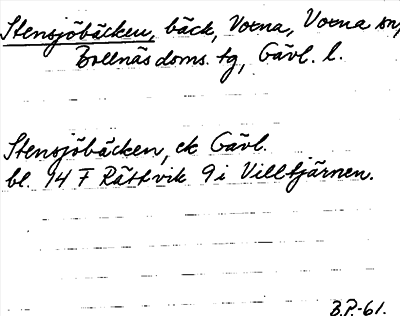 Stensjöbäcken, bäck, Voxna, Voxna sn,
Bollnäs doms. tg, Gävl. l.
Stensjöbäcken, ek Gävl.
bl. 14 F Rättvik 9 i Villtjärnen.
B.P.-61.